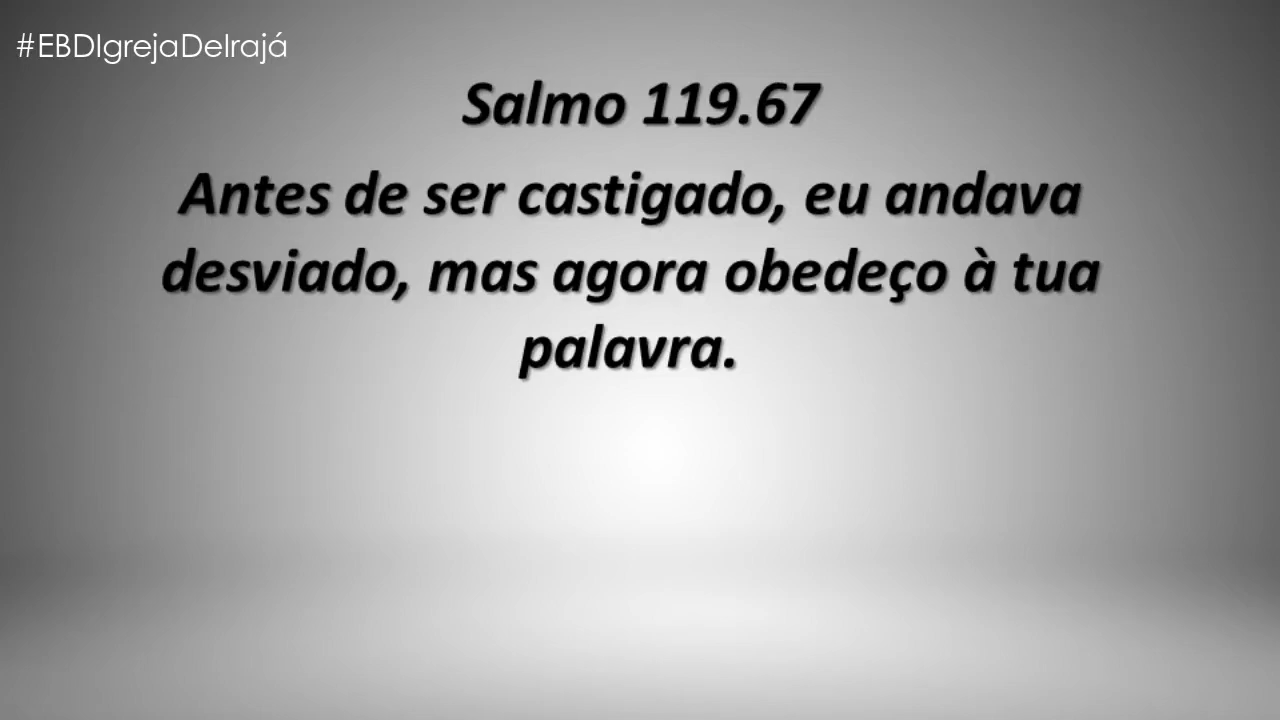 #EBDIgrejaDeIrajá
Salmo 119.67
Antes de ser castigado, eu andava
desviado, mas agora obedeço à tua
palavra.